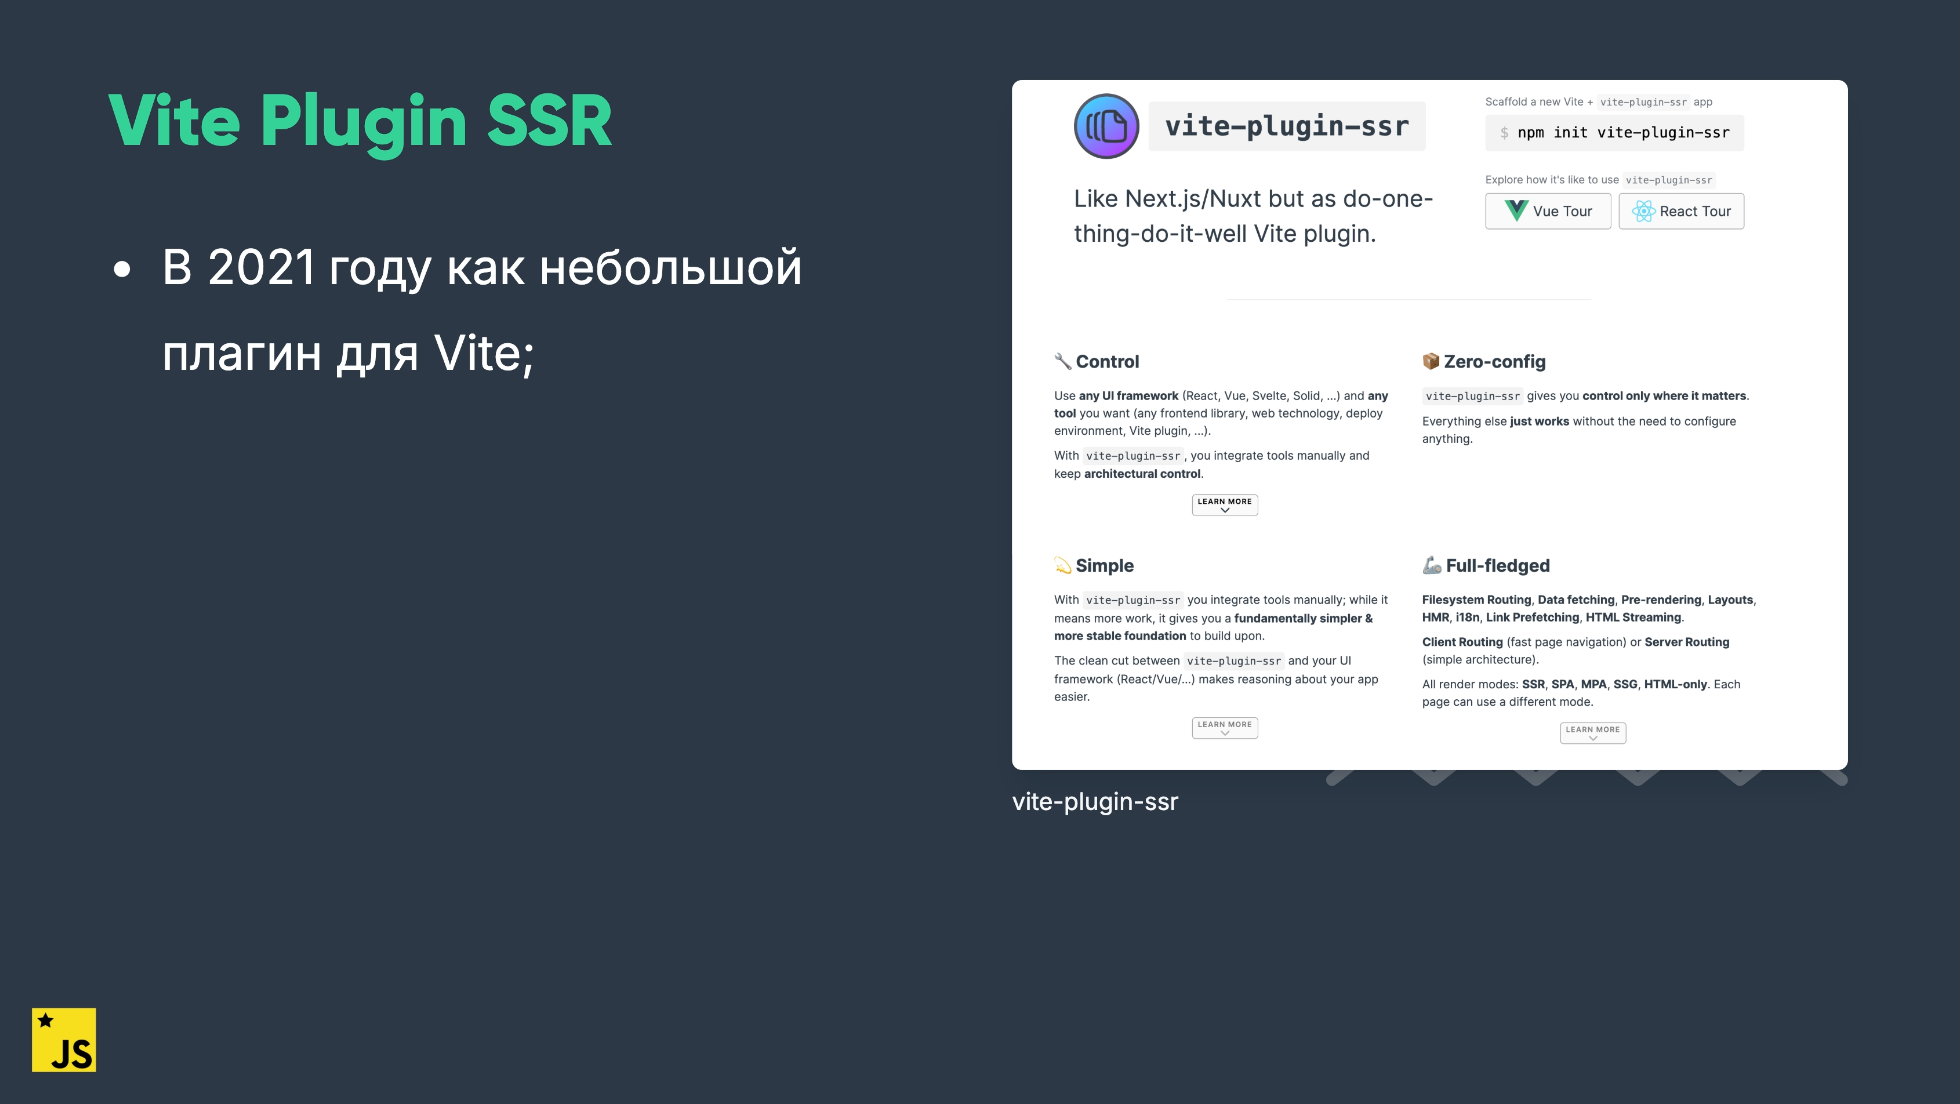 Vite Plugin SSR
• В 2021 году как небольшой
плагин для Vite;
vite-plugin-ssr
Like Next.js/Nuxt but as do-one-
thing-do-it-well Vite plugin.
Scaffold a new Vite + vite-plugin-ssr app
$ npm init vite-plugin-ssr
Explore how it's like to use vite-plugin-ssr
Vue Tour
React Tour
🔧 Control
Use any UI framework (React, Vue, Svelte, Solid, ...) and any
tool you want (any frontend library, web technology, deploy
environment, Vite plugin, ...).
With vite-plugin-ssr, you integrate tools manually and
keep architectural control.
LEARN MORE
📦 Zero-config
vite-plugin-ssr gives you control only where it matters.
Everything else just works without the need to configure
anything.
💫 Simple
With vite-plugin-ssr you integrate tools manually; while it
means more work, it gives you a fundamentally simpler &
more stable foundation to build upon.
The clean cut between vite-plugin-ssr and your UI
framework (React/Vue/...) makes reasoning about your app
easier.
LEARN MORE
🦾 Full-fledged
Filesystem Routing, Data fetching, Pre-rendering, Layouts,
HMR, i18n, Link Prefetching, HTML Streaming.
Client Routing (fast page navigation) or Server Routing
(simple architecture).
All render modes: SSR, SPA, MPA, SSG, HTML-only. Each
page can use a different mode.
LEARN MORE
vite-plugin-ssr
JS